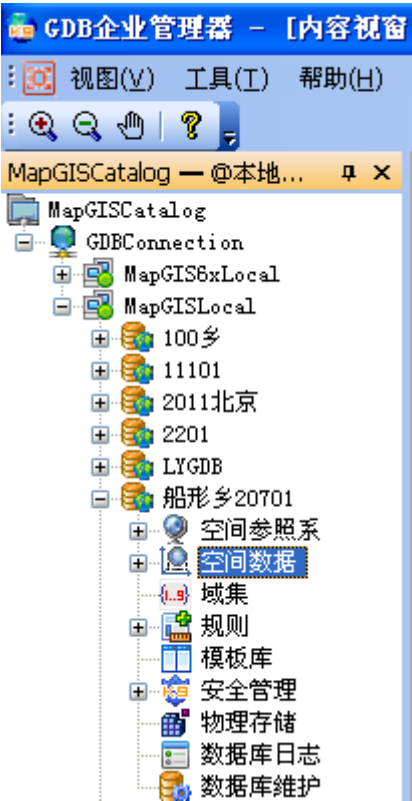 GDB企业管理器 - [内容视窗
视图(V) 工具(T) 帮助(H)
MapGISCatalog — @本地...
MapGISCatalog
GDBConnection
MapGIS6xLocal
MapGISLocal
100乡
11101
2011北京
2201
LYGDB
船形乡20701
空间参照系
空间数据
域集
规则
模板库
安全管理
物理存储
数据库日志
数据库维护